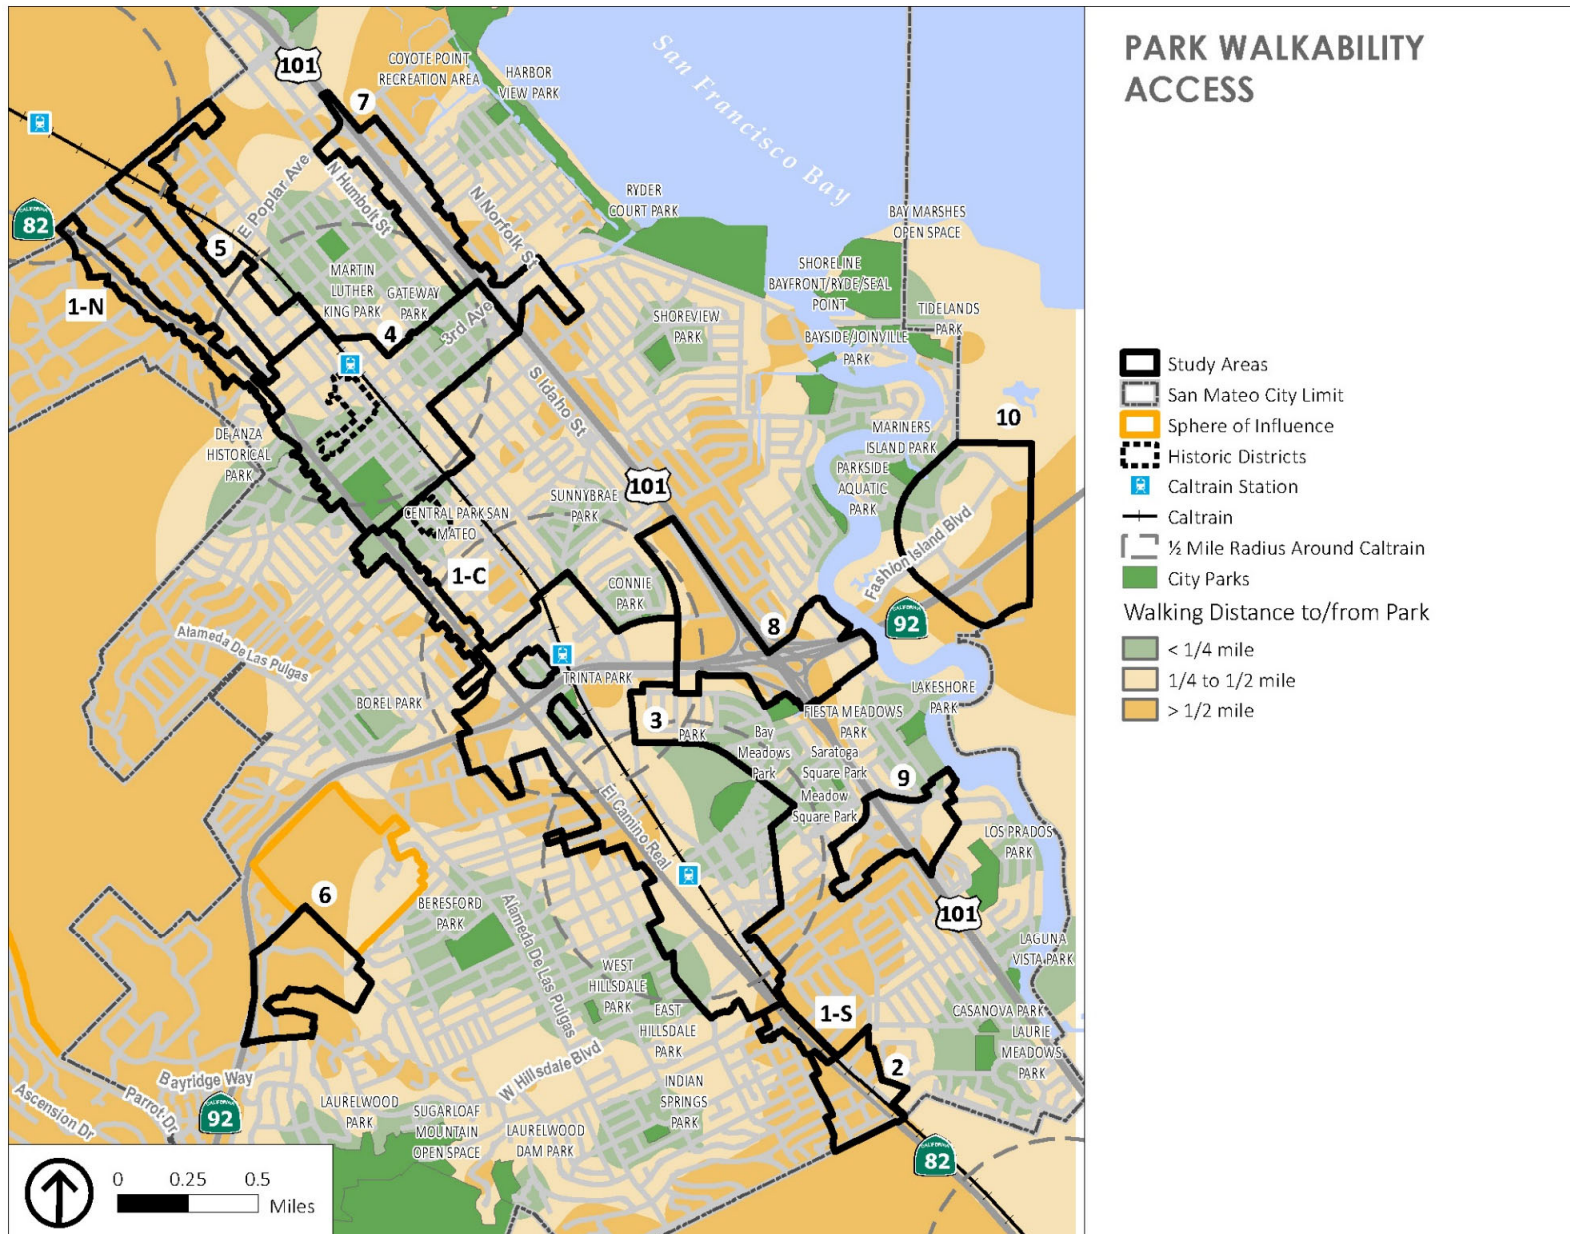 PARK WALKABILITY
ACCESS
101
COYOTE POINT
RECREATION AREA
HARBOR
VIEW PARK
San Francisco Bay
7
82
E Poplar Ave
N Humbolt St
N Norfolk St
RYDER
COURT PARK
BAY MARSHES
OPEN SPACE
5
1-N
MARTIN
LUTHER
KING PARK
GATEWAY
PARK
4
3rd Ave
SHORELINE
BAYFRONT/RYDE/SEAL
POINT
TIDELANDS
PARK
SHOREVIEW
PARK
BAYSIDE/JOINVILLE
PARK
S Idaho St
10
DE ANZA
HISTORICAL
PARK
MARINERS
ISLAND PARK
PARKSIDE
AQUATIC
PARK
101
SUNNYBRAE
PARK
CENTRAL PARK-SAN
MATEO
Fashion Island Blvd
1-C
CONNIE
PARK
8
92
Alameda De Las Pulgas
TRINTA PARK
BOREL PARK
3
PARK
LAKESHORE
PARK
FIESTA MEADOWS
PARK
Bay
Meadows
Park
Saratoga
Square Park
Meadow
Square Park
9
El Camino Real
LOS PRADOS
PARK
6
BERESFORD
PARK
Alameda De Las Pulgas
101
LAGUNA
VISTA PARK
WEST
HILLSDALE
PARK
EAST
HILLSDALE
PARK
1-S
CASANOVA PARK
LAURIE
MEADOWS
PARK
2
W Hillsdale Blvd
Bayridge Way
Parrot Dr
Ascension Dr
92
LAURELWOOD
PARK
SUGARLOAF
MOUNTAIN
OPEN SPACE
LAURELWOOD
DAM PARK
INDIAN
SPRINGS
PARK
82
0 0.25 0.5
Miles
Study Areas
San Mateo City Limit
Sphere of Influence
Historic Districts
Caltrain Station
Caltrain
½ Mile Radius Around Caltrain
City Parks
Walking Distance to/from Park
< 1/4 mile
1/4 to 1/2 mile
> 1/2 mile